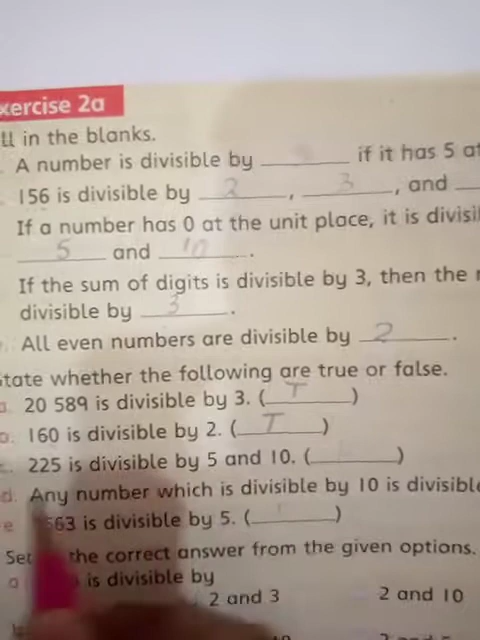 xercise 2a
ll in the blanks.
A number is divisible by ______ if it has 5 at
156 is divisible by 2, 3, and
If a number has 0 at the unit place, it is divisi
5 and 10.
If the sum of digits is divisible by 3, then the
divisible by 3.
All even numbers are divisible by 2.
tate whether the following are true or false.
a. 20 589 is divisible by 3. (T)
b. 160 is divisible by 2. (T)
c. 225 is divisible by 5 and 10. ( )
d. Any number which is divisible by 10 is divisible
e 563 is divisible by 5. ( )
the correct answer from the given options.
a is divisible by
2 and 3 2 and 10